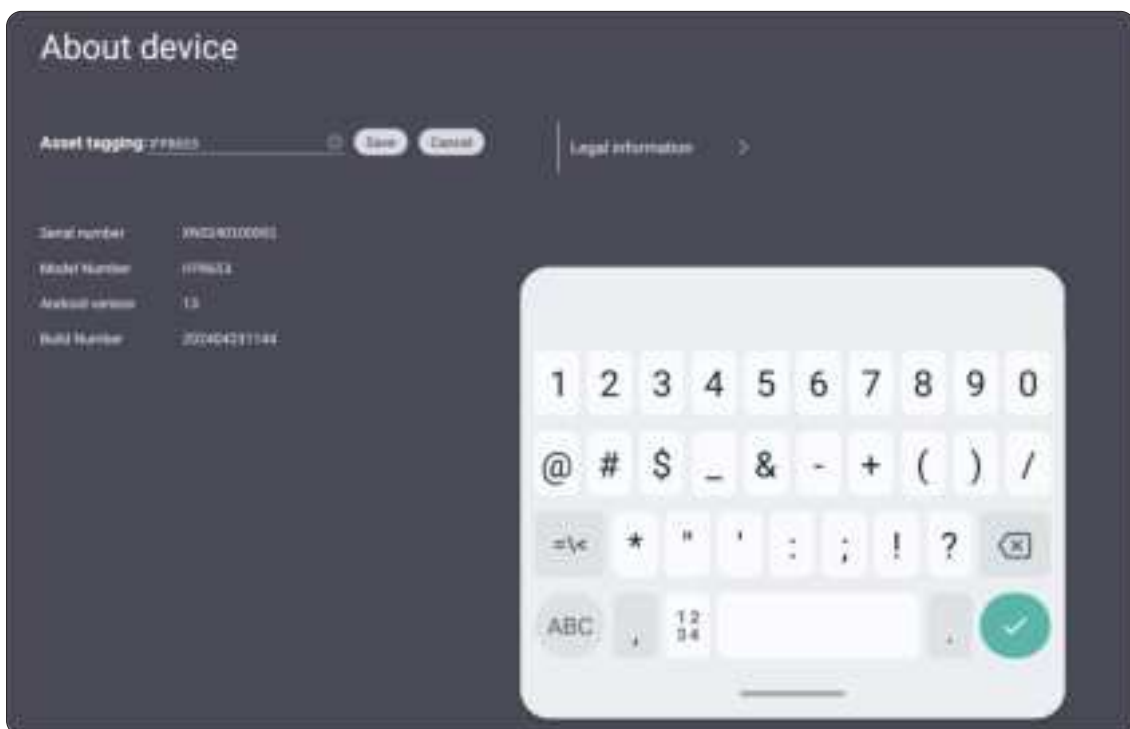 About device
Asset tagging:
Save
Cancel
Legal information >
Serial number
Model Number
Android version 13
Build Number 202404231144
1 2 3 4 5 6 7 8 9 0
@ # $ _ & - + ( ) /
=\< * " ' : ; ! ?
ABC , 12 .
34